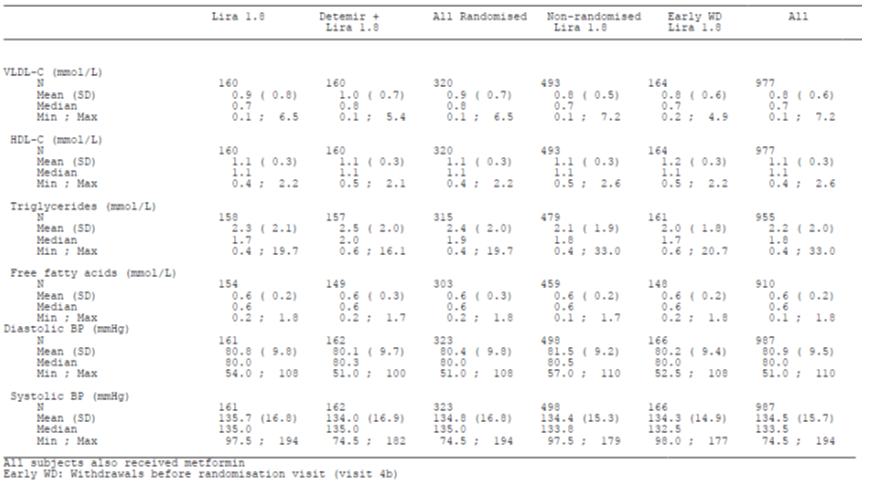 Lira 1.8 Detemir + All Randomised Non-randomised Early WD All
Lira 1.8 Lira 1.8 Lira 1.8
VLDL-C (mmol/L)
N 160 160 320 493 164 977
Mean (SD) 0.9 ( 0.8) 1.0 ( 0.7) 0.9 ( 0.7) 0.8 ( 0.5) 0.8 ( 0.6) 0.8 ( 0.6)
Median 0.7 0.8 0.8 0.7 0.7 0.7
Min ; Max 0.1 ; 6.5 0.1 ; 5.4 0.1 ; 6.5 0.1 ; 7.2 0.2 ; 4.9 0.1 ; 7.2
HDL-C (mmol/L)
N 160 160 320 493 164 977
Mean (SD) 1.1 ( 0.3) 1.1 ( 0.3) 1.1 ( 0.3) 1.1 ( 0.3) 1.2 ( 0.3) 1.1 ( 0.3)
Median 1.1 1.1 1.1 1.1 1.1 1.1
Min ; Max 0.4 ; 2.2 0.5 ; 2.1 0.4 ; 2.2 0.5 ; 2.6 0.5 ; 2.2 0.4 ; 2.6
Triglycerides (mmol/L)
N 158 157 315 479 161 955
Mean (SD) 2.3 ( 2.1) 2.5 ( 2.0) 2.4 ( 2.0) 2.1 ( 1.9) 2.0 ( 1.8) 2.2 ( 2.0)
Median 1.7 2.0 1.9 1.8 1.7 1.8
Min ; Max 0.4 ; 19.7 0.6 ; 16.1 0.4 ; 19.7 0.4 ; 33.0 0.6 ; 20.7 0.4 ; 33.0
Free fatty acids (mmol/L)
N 154 149 303 459 148 910
Mean (SD) 0.6 ( 0.2) 0.6 ( 0.3) 0.6 ( 0.3) 0.6 ( 0.2) 0.6 ( 0.2) 0.6 ( 0.2)
Median 0.6 0.6 0.6 0.6 0.6 0.6
Min ; Max 0.2 ; 1.8 0.2 ; 1.7 0.2 ; 1.8 0.1 ; 1.7 0.2 ; 1.8 0.1 ; 1.8
Diastolic BP (mmHg)
N 161 162 323 498 166 987
Mean (SD) 80.8 ( 9.8) 80.1 ( 9.7) 80.4 ( 9.8) 81.5 ( 9.2) 80.2 ( 9.4) 80.9 ( 9.5)
Median 80.0 80.3 80.0 80.5 80.0 80.0
Min ; Max 54.0 ; 108 51.0 ; 100 51.0 ; 108 57.0 ; 110 52.5 ; 108 51.0 ; 110
Systolic BP (mmHg)
N 161 162 323 498 166 987
Mean (SD) 135.7 (16.8) 134.0 (16.9) 134.8 (16.8) 134.4 (15.3) 134.3 (14.9) 134.5 (15.7)
Median 135.0 135.0 135.0 133.8 132.5 133.5
Min ; Max 97.5 ; 194 74.5 ; 182 74.5 ; 194 97.5 ; 179 98.0 ; 177 74.5 ; 194
All subjects also received metformin
Early WD: Withdrawals before randomisation visit (visit 4b)